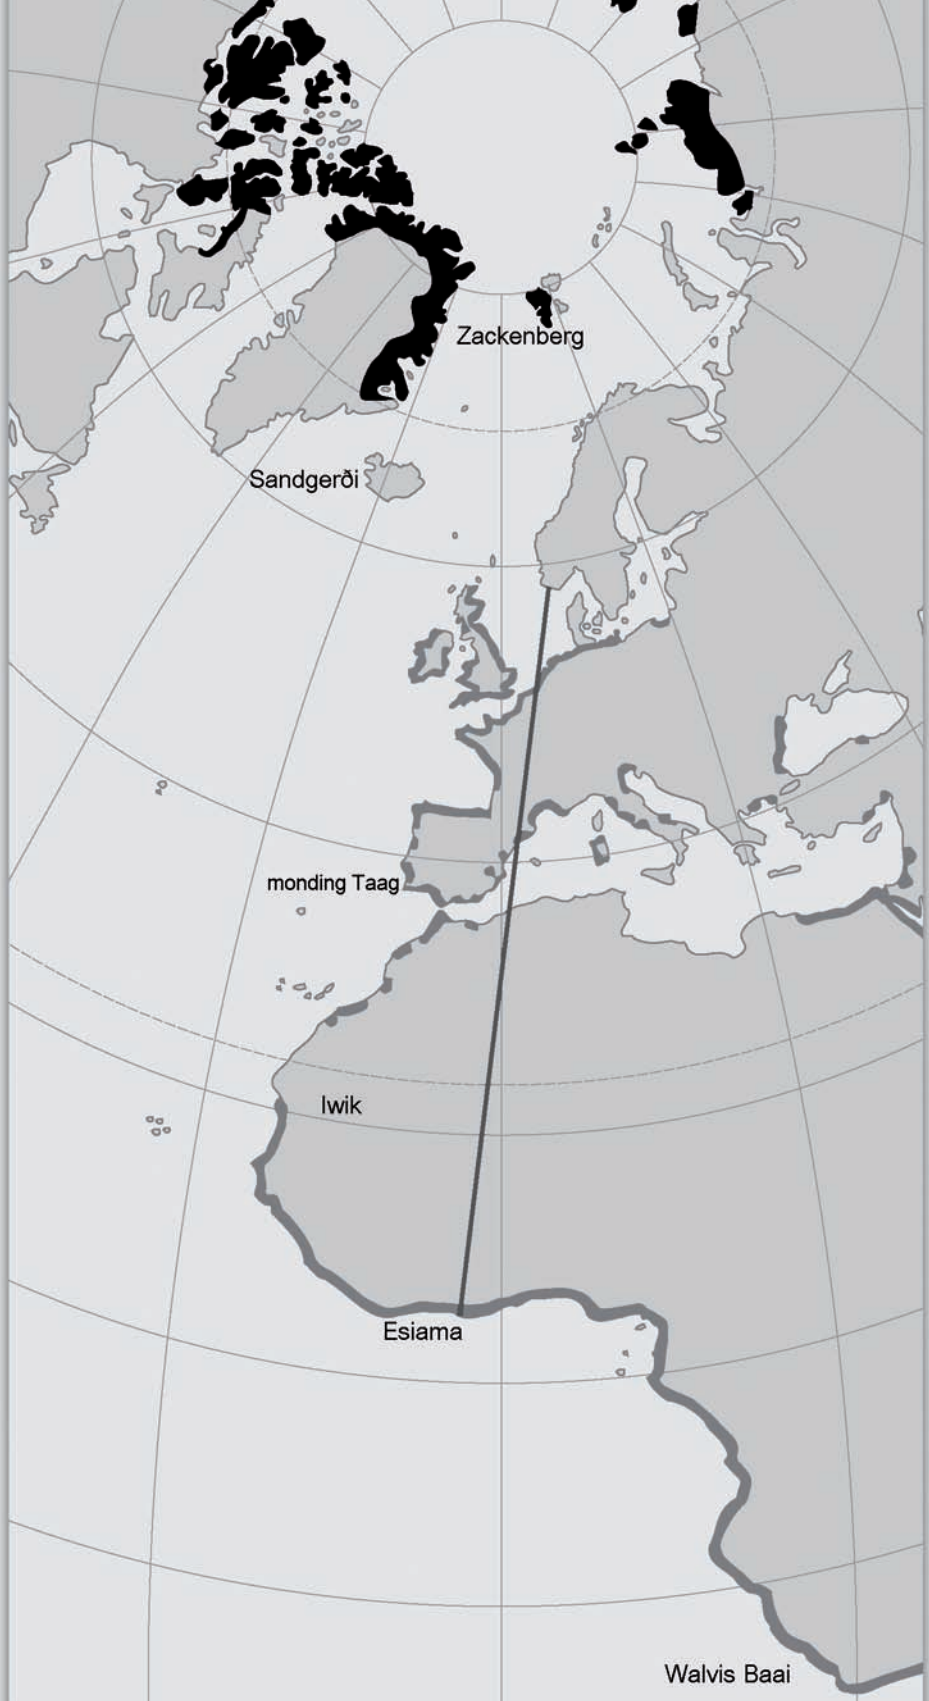 Zackenberg
Sandgerði
monding Taag
Iwik
Esiama
Walvis Baai